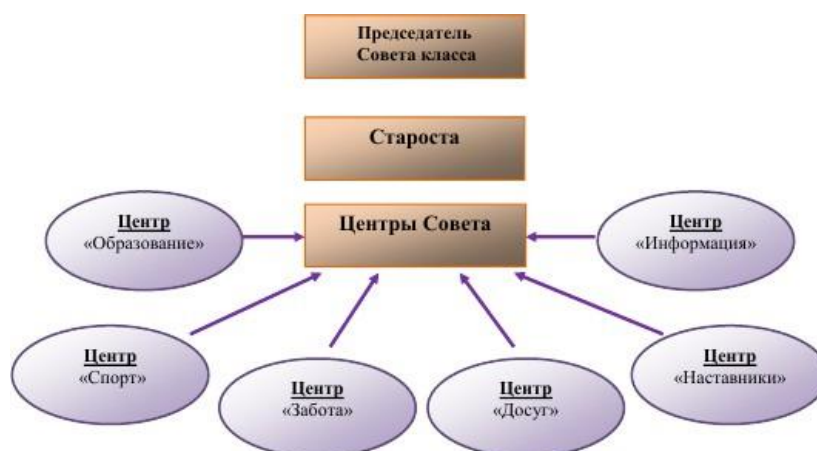 Председатель
Совета класса
Староста
Центры Совета
Центр
«Образование»
Центр
«Информация»
Центр
«Спорт»
Центр
«Забота»
Центр
«Досуг»
Центр
«Наставники»